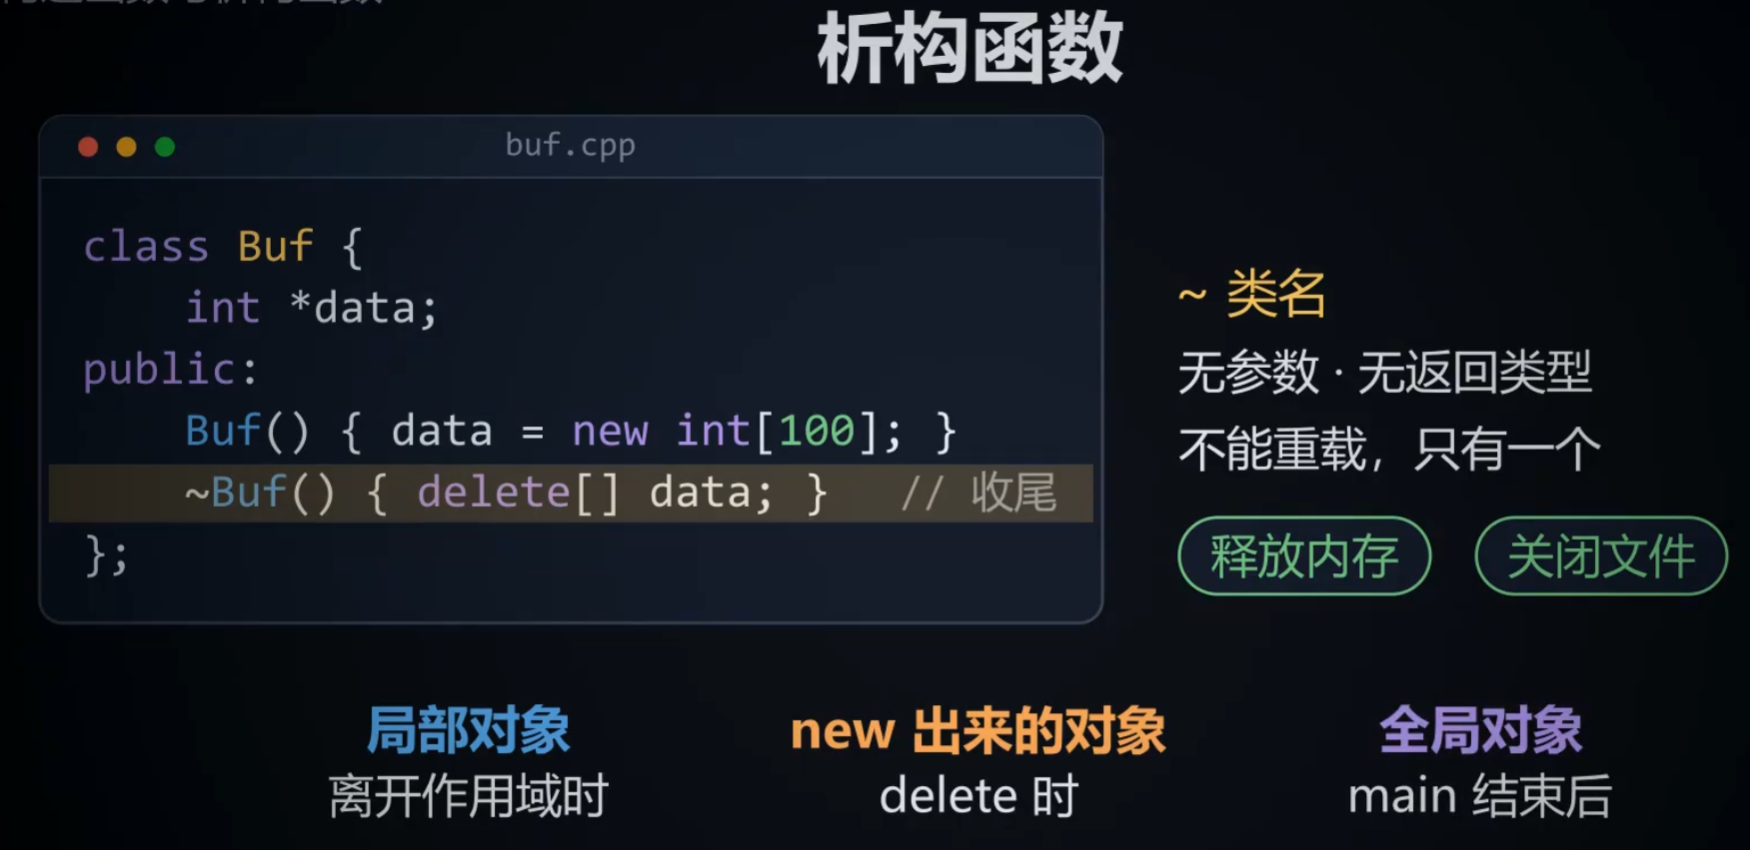 析构函数
buf.cpp
class Buf {
int *data;
public:
Buf() { data = new int[100]; }
~Buf() { delete[] data; } // 收尾
};
~ 类名
无参数 · 无返回类型
不能重载，只有一个
释放内存 关闭文件
局部对象 new 出来的对象 全局对象
离开作用域时 delete 时 main 结束后